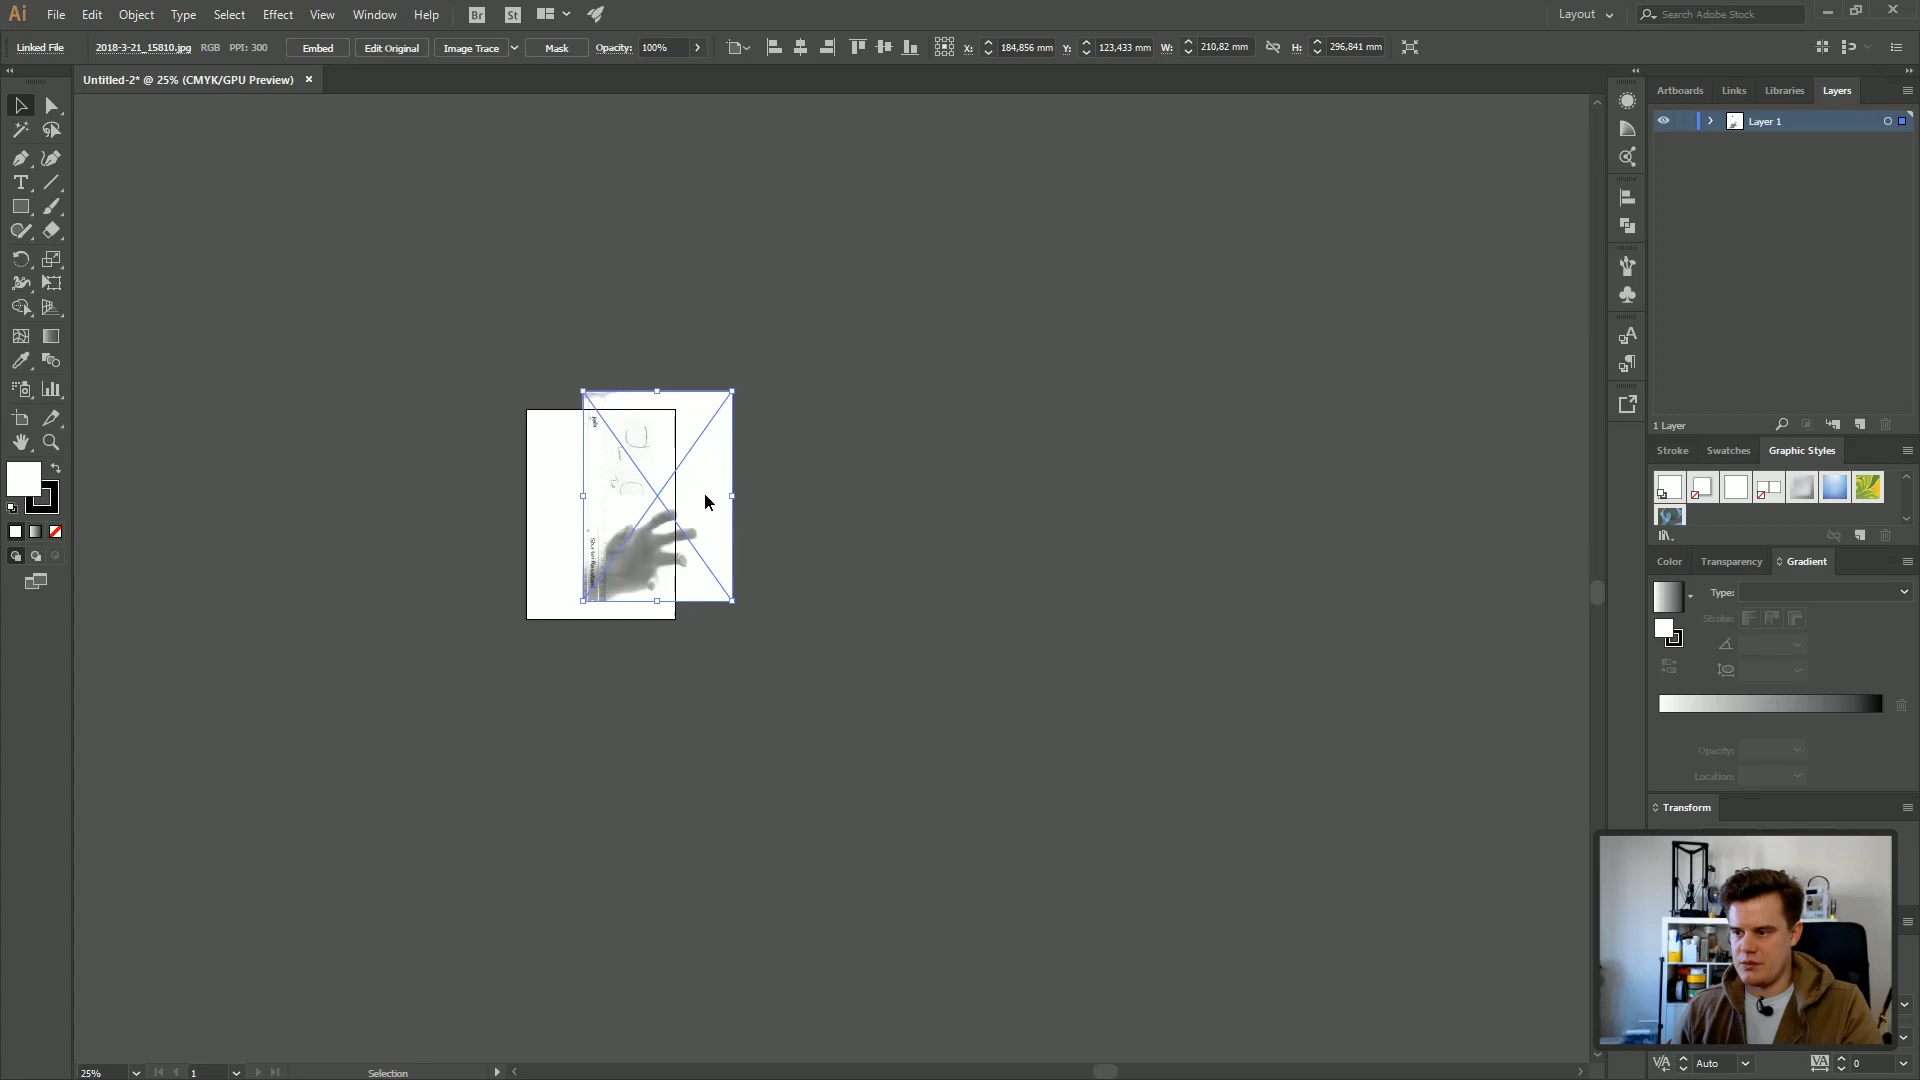 Ai File Edit Object Type Select Effect View Window Help Br St Layout Search Adobe Stock
Linked File 2018-3-21_15810.jpg RGB PPI: 300 Embed Edit Original Image Trace Mask Opacity: 100% X: 184,856 mm Y: 123,433 mm W: 210,82 mm H: 296,841 mm
Untitled-2* @ 25% (CMYK/GPU Preview)
Artboards Links Libraries Layers
Layer 1
1 Layer
Stroke Swatches Graphic Styles
Color Transparency Gradient
Type:
Stroke:
Opacity:
Location:
Transform
Auto 0
25% 1 Selection